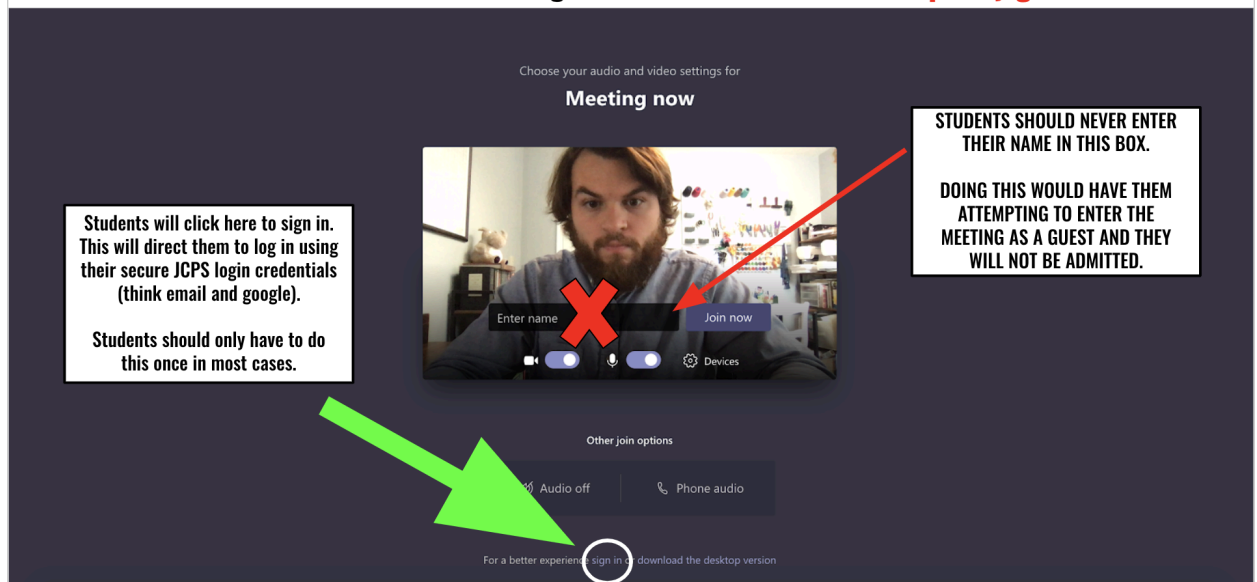 Choose your audio and video settings for
Meeting now
STUDENTS SHOULD NEVER ENTER
THEIR NAME IN THIS BOX.
DOING THIS WOULD HAVE THEM
ATTEMPTING TO ENTER THE
MEETING AS A GUEST AND THEY
WILL NOT BE ADMITTED.
Students will click here to sign in.
This will direct them to log in using
their secure JCPS login credentials
(think email and google).
Students should only have to do
this once in most cases.
Enter name
Join now
Devices
Other join options
Audio off
Phone audio
For a better experience sign in or download the desktop version